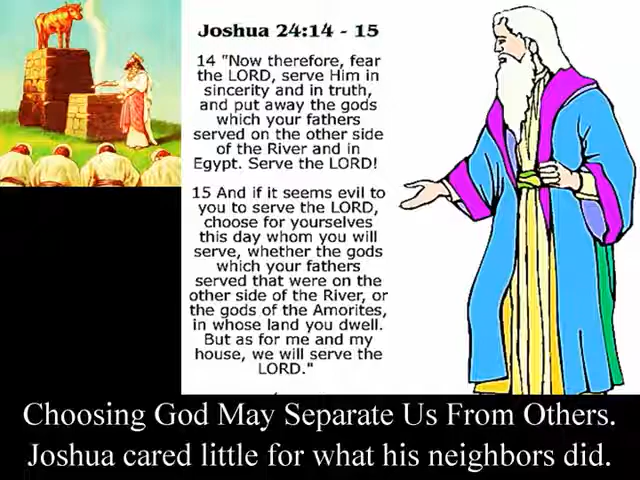 Joshua 24:14 - 15
14 "Now therefore, fear
the LORD, serve Him in
sincerity and in truth,
and put away the gods
which your fathers
served on the other side
of the River and in
Egypt. Serve the LORD!
15 And if it seems evil to
you to serve the LORD,
choose for yourselves
this day whom you will
serve, whether the gods
which your fathers
served that were on the
other side of the River, or
the gods of the Amorites,
in whose land you dwell.
But as for me and my
house, we will serve the
LORD."
Choosing God May Separate Us From Others.
Joshua cared little for what his neighbors did.